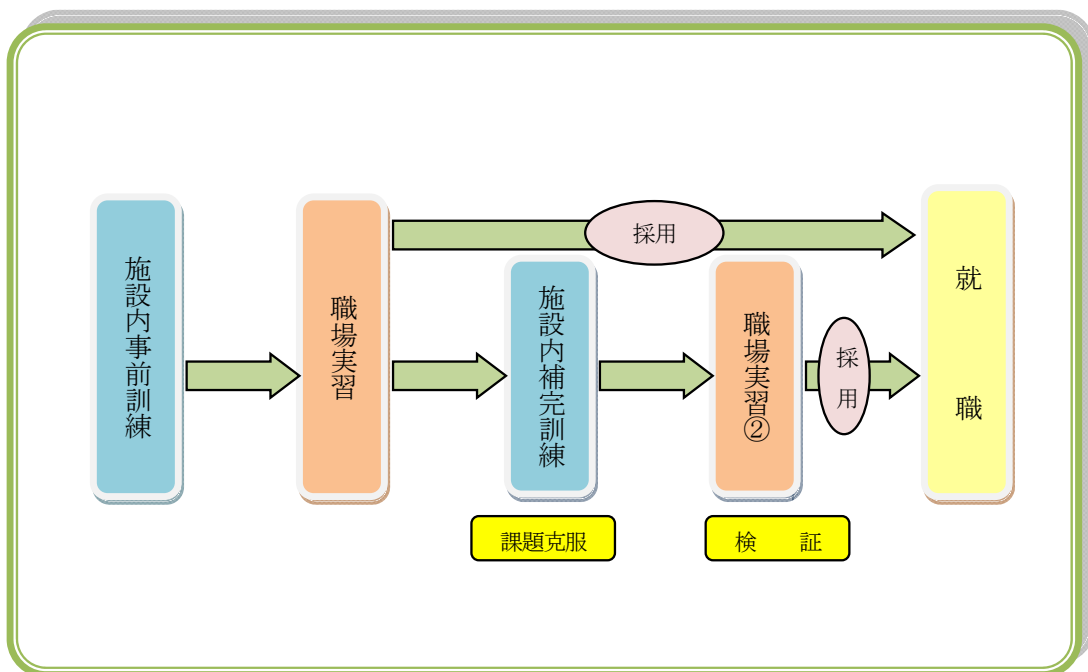 施設内事前訓練
職場実習
採用
施設内補完訓練
職場実習②
採用
就職
課題克服
検　証